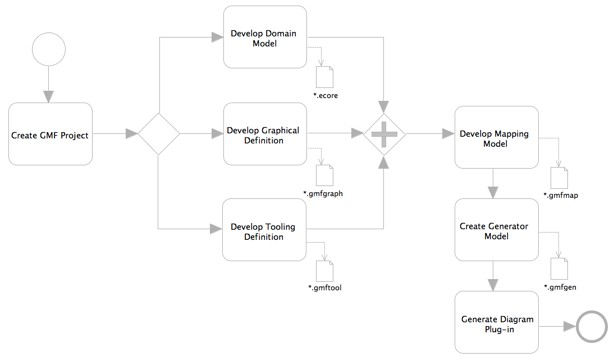 Develop Domain
Model
*.ecore
Create GMF Project
Develop Graphical
Definition
*.gmfgraph
Develop Tooling
Definition
*.gmftool
Develop Mapping
Model
*.gmfmap
Create Generator
Model
*.gmfgen
Generate Diagram
Plug-in